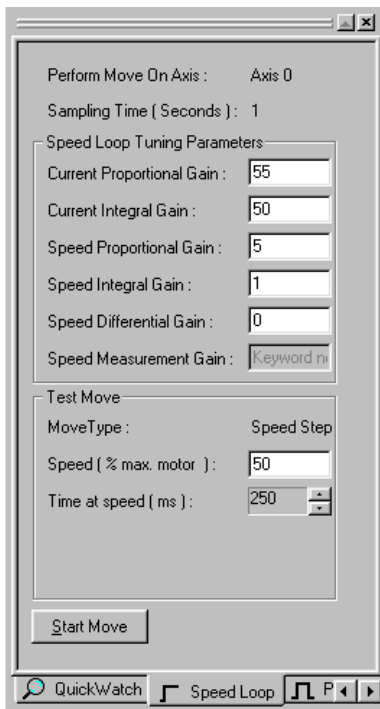 Perform Move On Axis : Axis 0
Sampling Time ( Seconds ) : 1
Speed Loop Tuning Parameters
Current Proportional Gain : 55
Current Integral Gain : 50
Speed Proportional Gain : 5
Speed Integral Gain : 1
Speed Differential Gain : 0
Speed Measurement Gain : Keyword
Test Move
MoveType : Speed Step
Speed ( % max. motor ) : 50
Time at speed ( ms ) : 250
Start Move
QuickWatch Speed Loop P